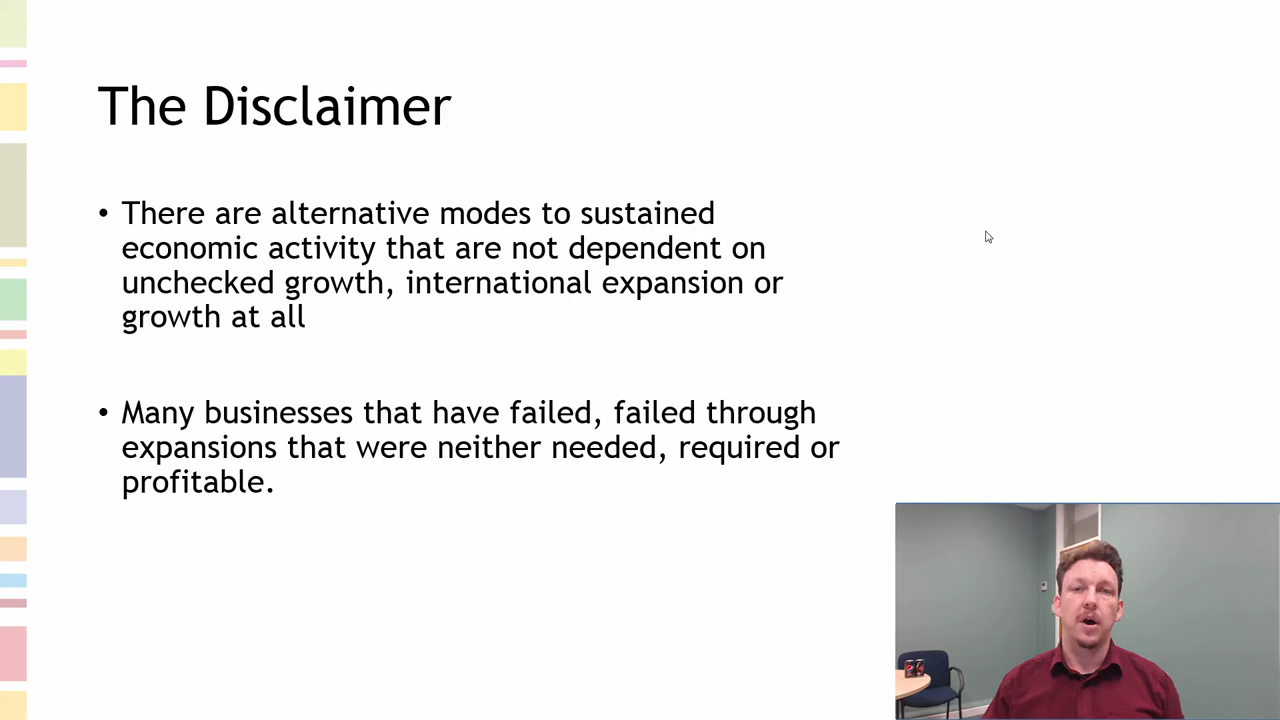 The Disclaimer
• There are alternative modes to sustained
economic activity that are not dependent on
unchecked growth, international expansion or
growth at all
• Many businesses that have failed, failed through
expansions that were neither needed, required or
profitable.